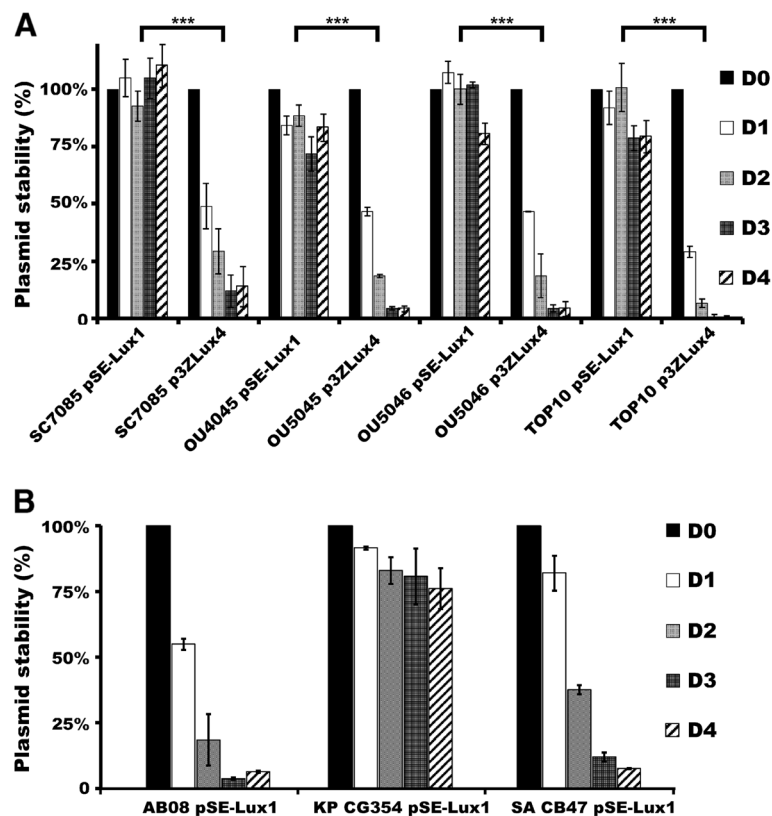 A
*** *** *** ***
Plasmid stability (%)
100%
75%
50%
25%
0
D0
D1
D2
D3
D4
SC7085 pSE-Lux1
SC7085 p3ZLux4
OU4045 pSE-Lux1
OU5045 p3ZLux4
OU5046 pSE-Lux1
OU5046 p3ZLux4
TOP10 pSE-Lux1
TOP10 p3ZLux4
B
Plasmid stability (%)
100%
75%
50%
25%
0
D0
D1
D2
D3
D4
AB08 pSE-Lux1 KP CG354 pSE-Lux1 SA CB47 pSE-Lux1